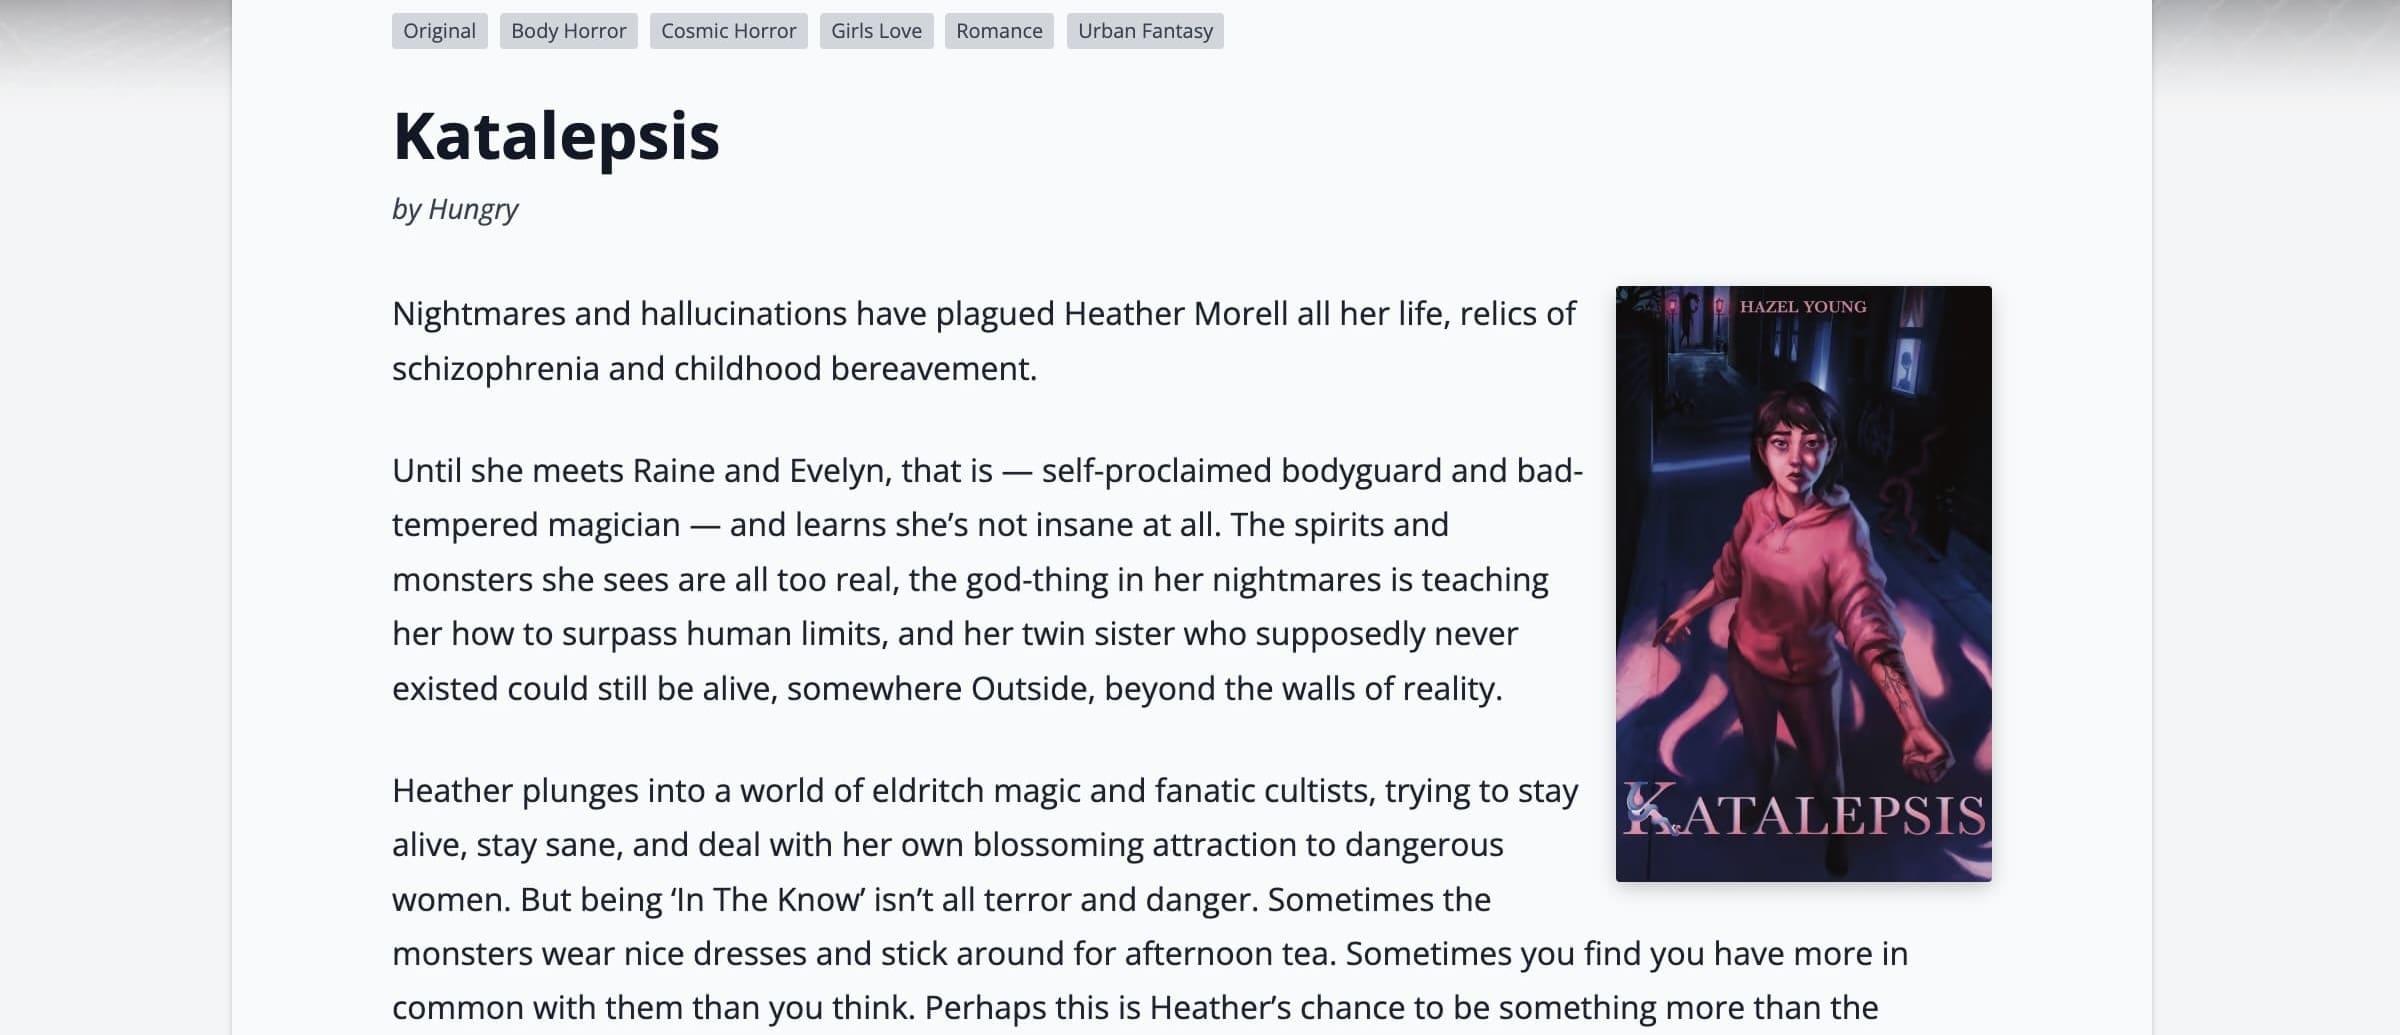 Original
Body Horror
Cosmic Horror
Girls Love
Romance
Urban Fantasy
Katalepsis
by Hungry
Nightmares and hallucinations have plagued Heather Morell all her life, relics of
schizophrenia and childhood bereavement.
Until she meets Raine and Evelyn, that is — self-proclaimed bodyguard and bad-
tempered magician — and learns she’s not insane at all. The spirits and
monsters she sees are all too real, the god-thing in her nightmares is teaching
her how to surpass human limits, and her twin sister who supposedly never
existed could still be alive, somewhere Outside, beyond the walls of reality.
Heather plunges into a world of eldritch magic and fanatic cultists, trying to stay
alive, stay sane, and deal with her own blossoming attraction to dangerous
women. But being ‘In The Know’ isn’t all terror and danger. Sometimes the
monsters wear nice dresses and stick around for afternoon tea. Sometimes you find you have more in
common with them than you think. Perhaps this is Heather’s chance to be something more than the
HAZEL YOUNG
KATALEPSIS